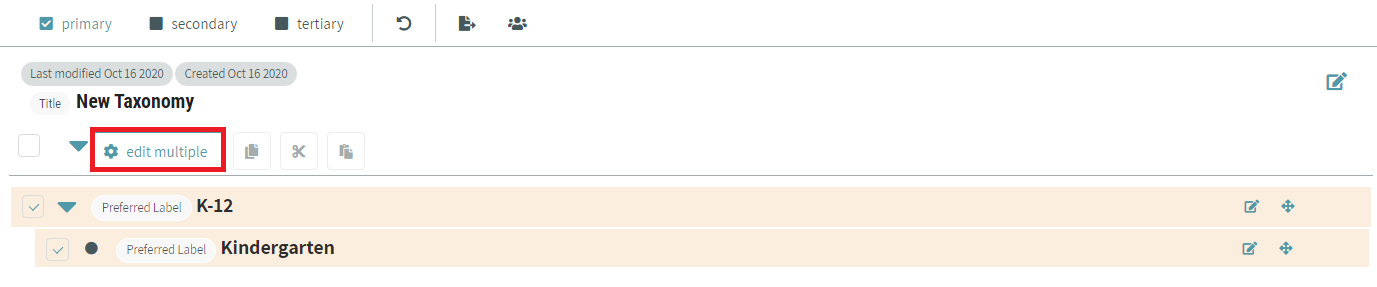 primary secondary tertiary
Last modified Oct 16 2020 Created Oct 16 2020
Title New Taxonomy
edit multiple
Preferred Label K-12
Preferred Label Kindergarten